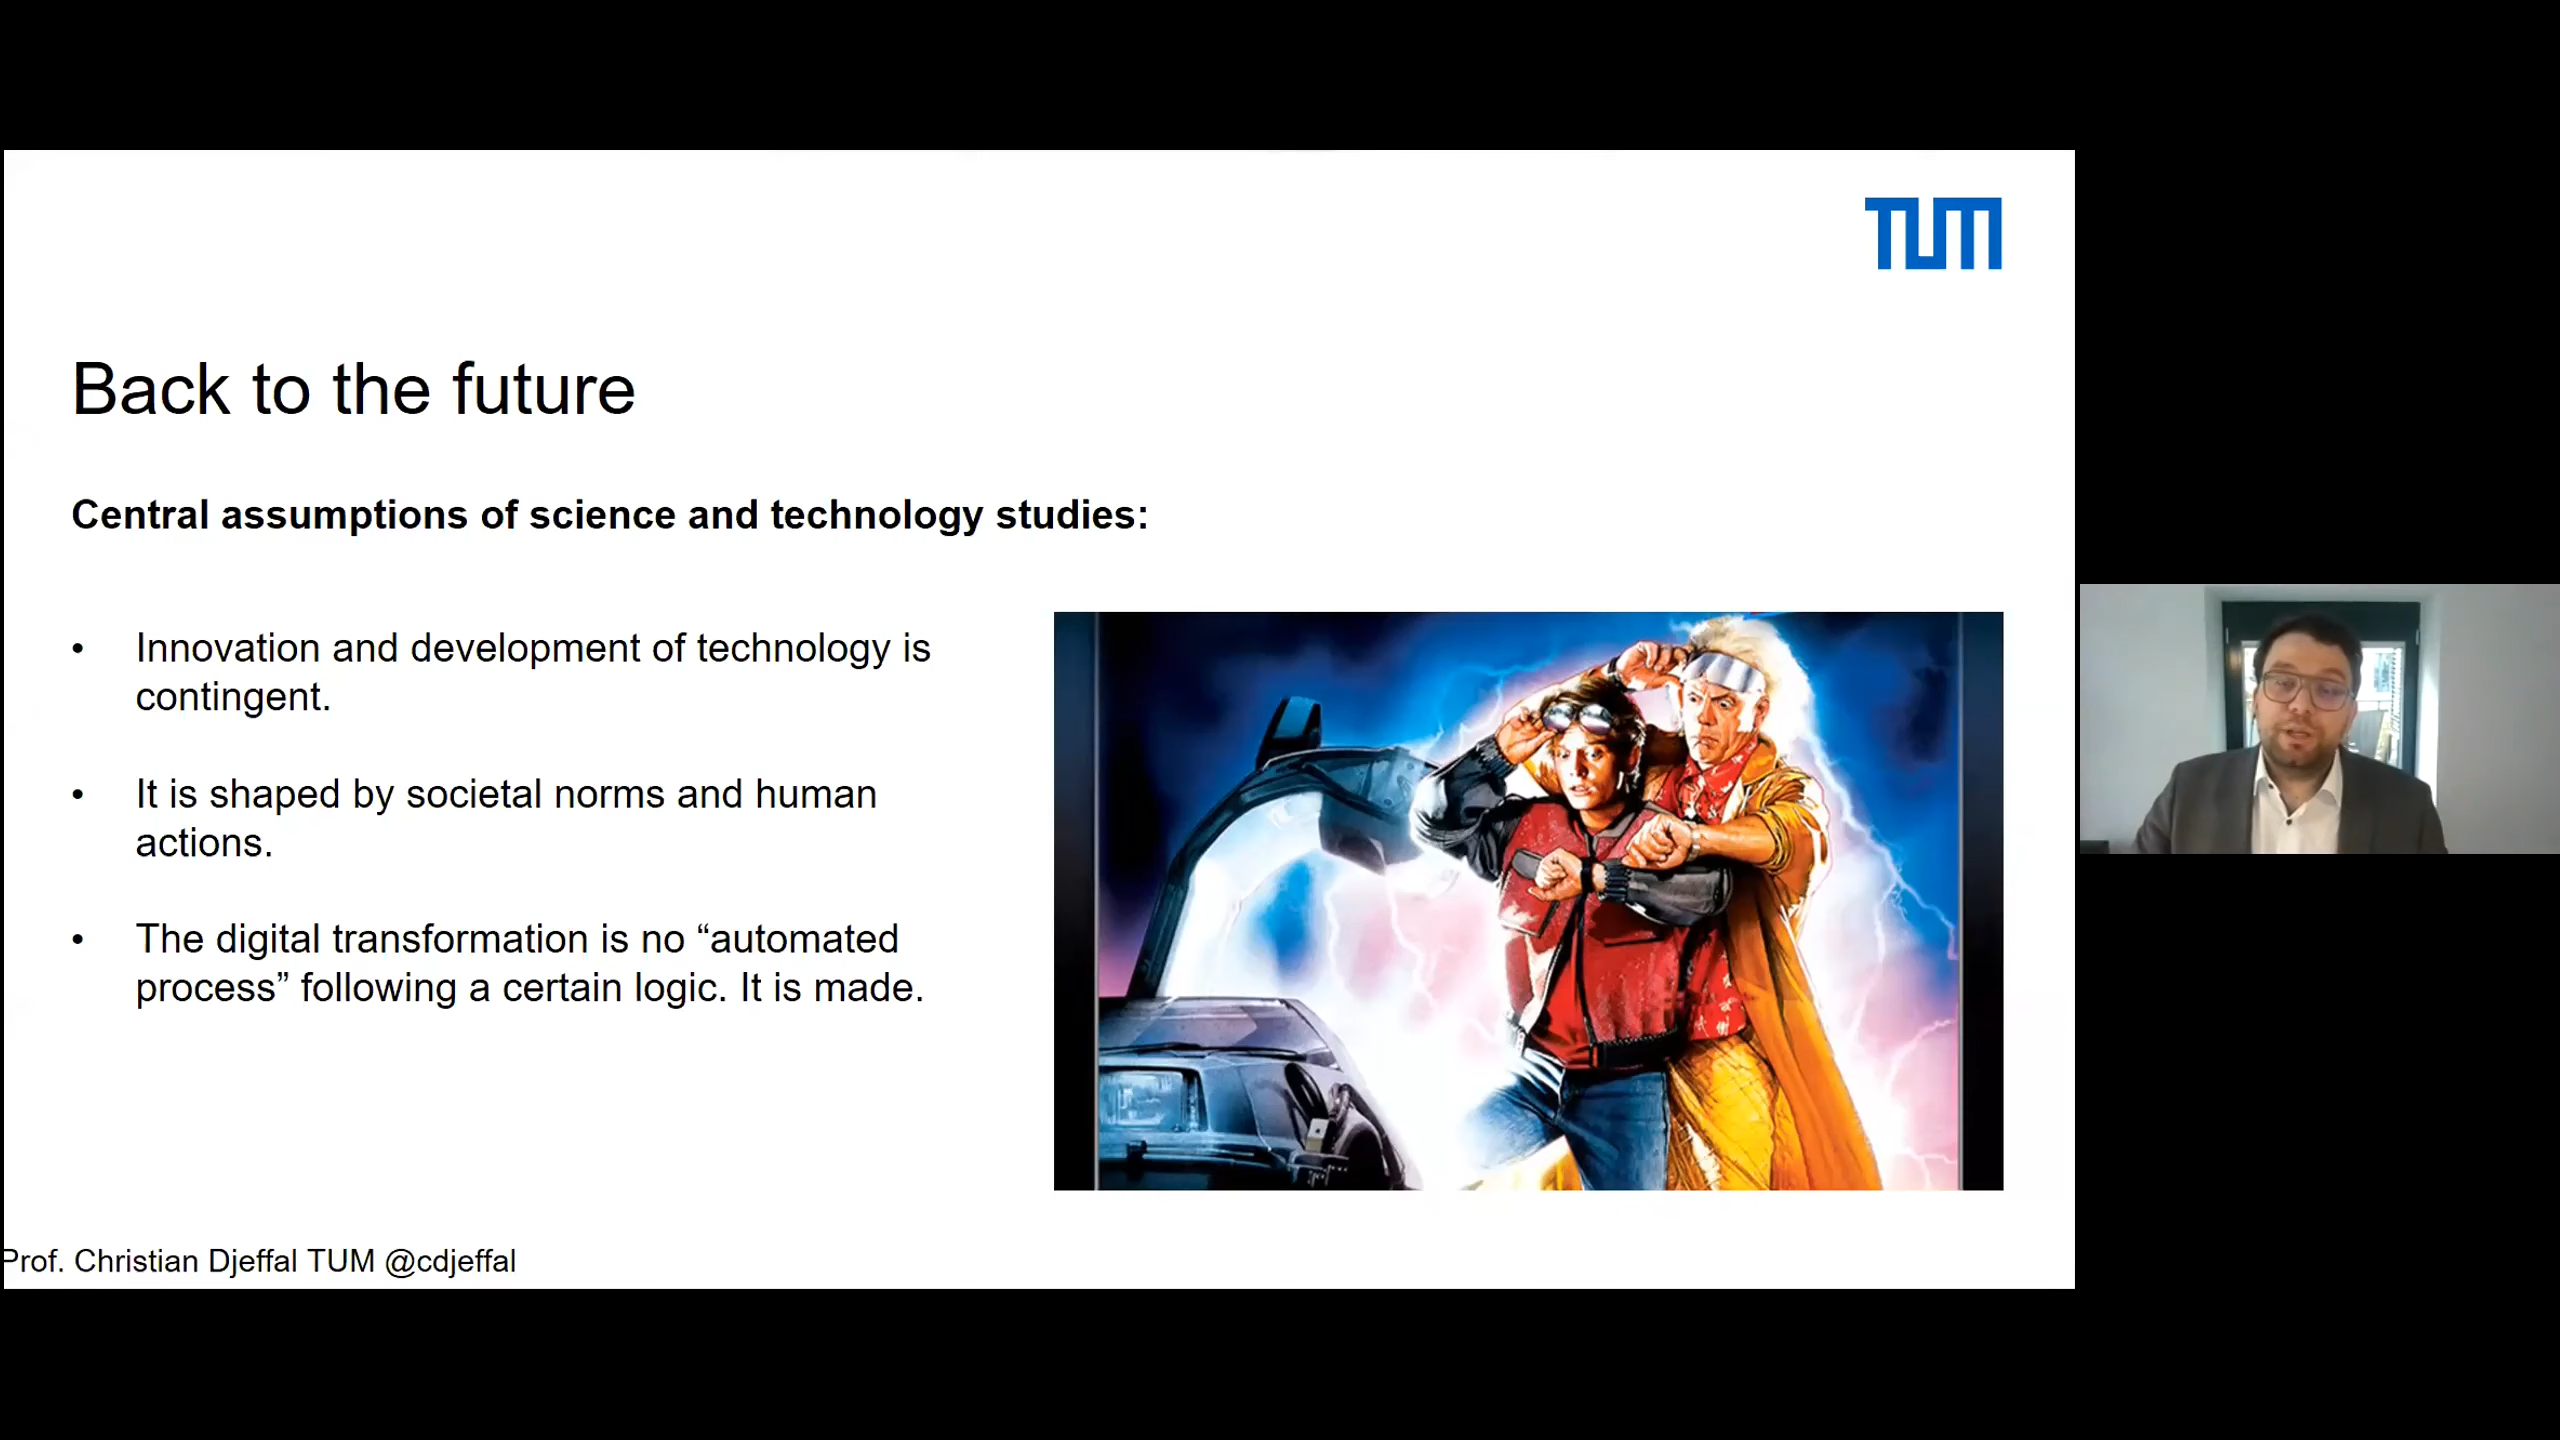 TUM
Back to the future
Central assumptions of science and technology studies:
• Innovation and development of technology is
contingent.
• It is shaped by societal norms and human
actions.
• The digital transformation is no “automated
process” following a certain logic. It is made.
Prof. Christian Djeffal TUM @cdjeffal